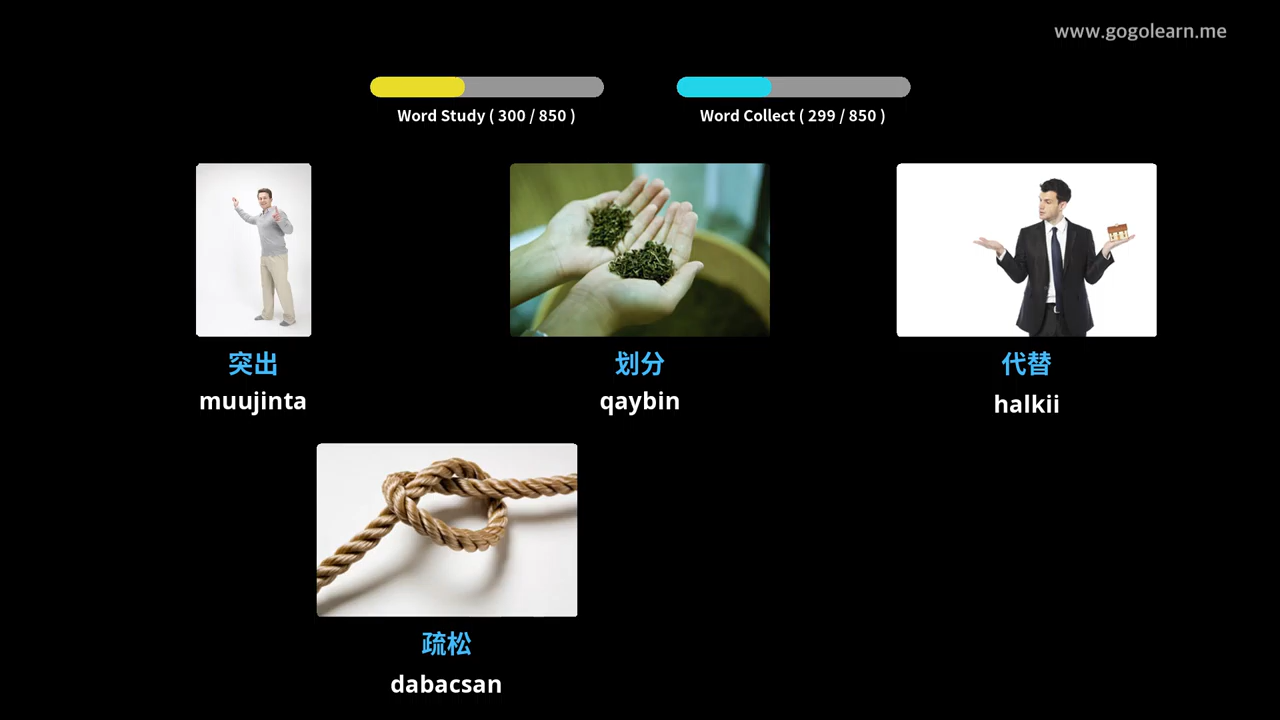 www.gogolearn.me
Word Study ( 300 / 850 )
Word Collect ( 299 / 850 )
突出
muujinta
划分
qaybin
代替
halkii
疏松
dabacsan